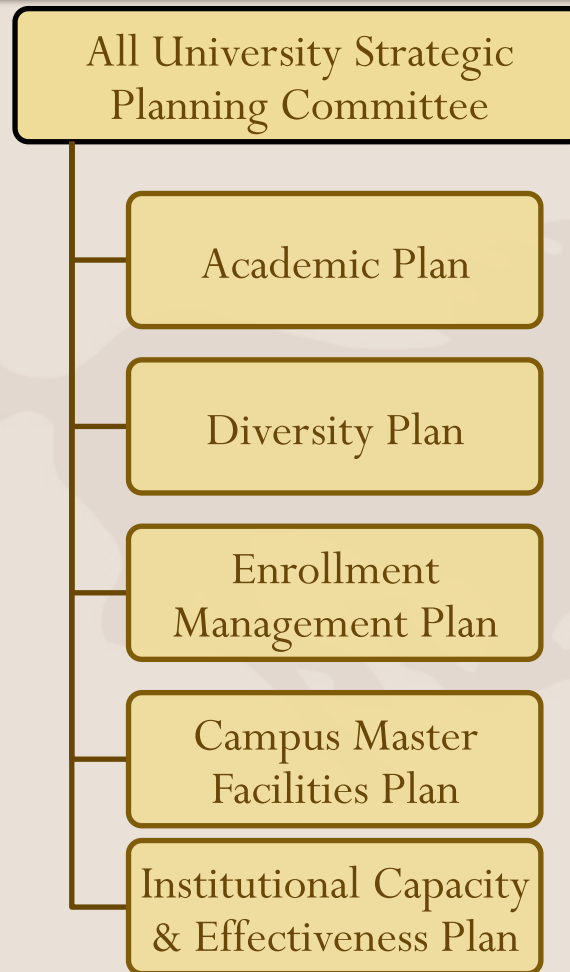 All University Strategic
Planning Committee
Academic Plan
Diversity Plan
Enrollment
Management Plan
Campus Master
Facilities Plan
Institutional Capacity
& Effectiveness Plan